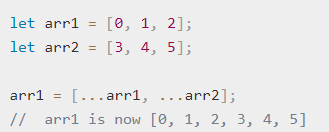 let arr1 = [0, 1, 2];
let arr2 = [3, 4, 5];
arr1 = [...arr1, ...arr2];
//  arr1 is now [0, 1, 2, 3, 4, 5]